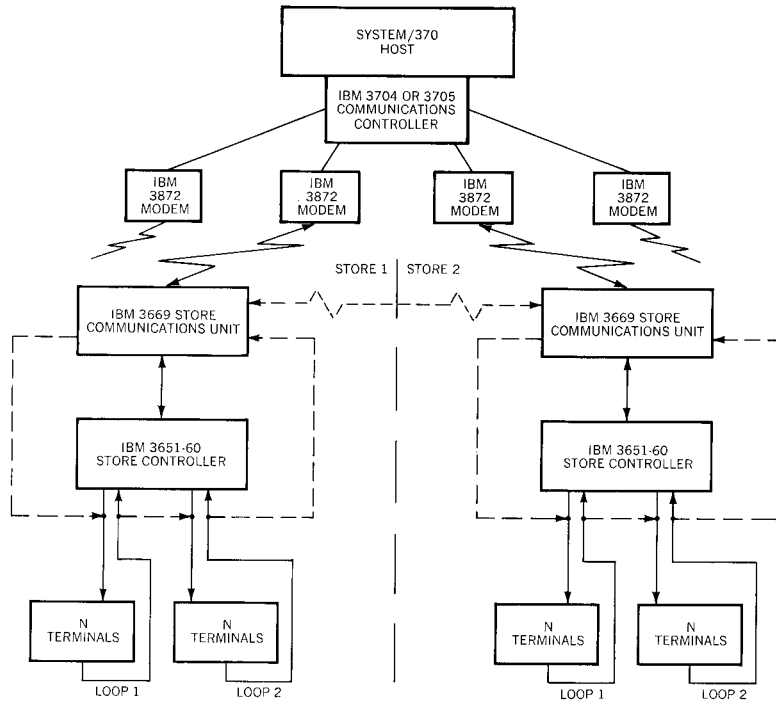 SYSTEM/370
HOST
IBM 3704 OR 3705
COMMUNICATIONS
CONTROLLER
IBM
3872
MODEM
IBM
3872
MODEM
IBM
3872
MODEM
IBM
3872
MODEM
STORE 1
STORE 2
IBM 3669 STORE
COMMUNICATIONS UNIT
IBM 3669 STORE
COMMUNICATIONS UNIT
IBM 3651-60
STORE CONTROLLER
IBM 3651-60
STORE CONTROLLER
N
TERMINALS
N
TERMINALS
N
TERMINALS
N
TERMINALS
LOOP 1
LOOP 2
LOOP 1
LOOP 2